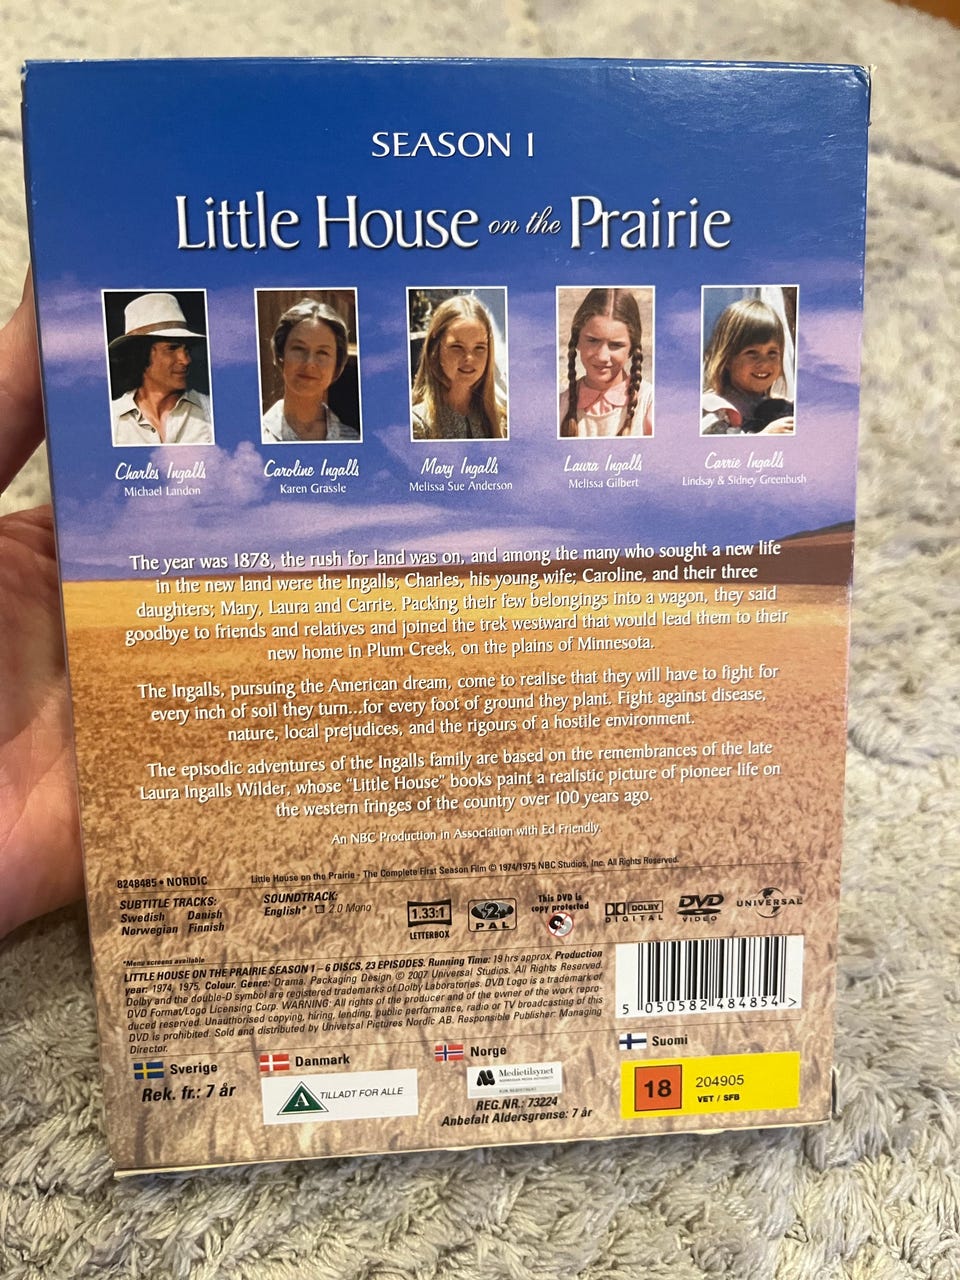 SEASON 1
Little House on the Prairie
Charles Ingalls
Michael Landon
Caroline Ingalls
Karen Grassle
Mary Ingalls
Melissa Sue Anderson
Laura Ingalls
Melissa Gilbert
Carrie Ingalls
Lindsay & Sidney Greenbush
The year was 1878, the rush for land was on, and among the many who sought a new life
in the new land were the Ingalls; Charles, his young wife; Caroline, and their three
daughters; Mary, Laura and Carrie. Packing their few belongings into a wagon, they said
goodbye to friends and relatives and joined the trek westward that would lead them to their
new home in Plum Creek, on the plains of Minnesota.
The Ingalls, pursuing the American dream, come to realise that they will have to fight for
every inch of soil they turn...for every foot of ground they plant. Fight against disease,
nature, local prejudices, and the rigours of a hostile environment.
The episodic adventures of the Ingalls family are based on the remembrances of the late
Laura Ingalls Wilder, whose "Little House" books paint a realistic picture of pioneer life on
the western fringes of the country over 100 years ago.
An NBC Production in Association with Ed Friendly.
8248485 • NORDIC
Little House on the Prairie - The Complete First Season Film © 1974/1975 NBC Studios, Inc. All Rights Reserved.
SUBTITLE TRACKS:
Swedish Danish
Norwegian Finnish
SOUNDTRACK:
English* 2.0 Mono
1.33:1
LETTERBOX
2
PAL
This DVD is
copy protected
DOLBY
DIGITAL
DVD
VIDEO
UNIVERSAL
*Menu screens available
LITTLE HOUSE ON THE PRAIRIE SEASON 1 – 6 DISCS, 23 EPISODES. Running Time: 19 hrs approx. Production
year: 1974, 1975. Colour. Genre: Drama. Packaging Design © 2007 Universal Studios. All Rights Reserved.
Dolby and the double-D symbol are registered trademarks of Dolby Laboratories. DVD Logo is a trademark of
DVD Format/Logo Licensing Corp. WARNING: All rights of the producer and of the owner of the work repro-
duced reserved. Unauthorised copying, hiring, lending, public performance, radio or TV broadcasting of this
DVD is prohibited. Sold and distributed by Universal Pictures Nordic AB. Responsible Publisher: Managing
Director.
5 050582 484854 >
Sverige
Rek. fr.: 7 år
Danmark
A TILLADT FOR ALLE
Norge
Medietilsynet
REG.NR.: 73224
Anbefalt Aldersgrense: 7 år
Suomi
18
204905
VET / SFB